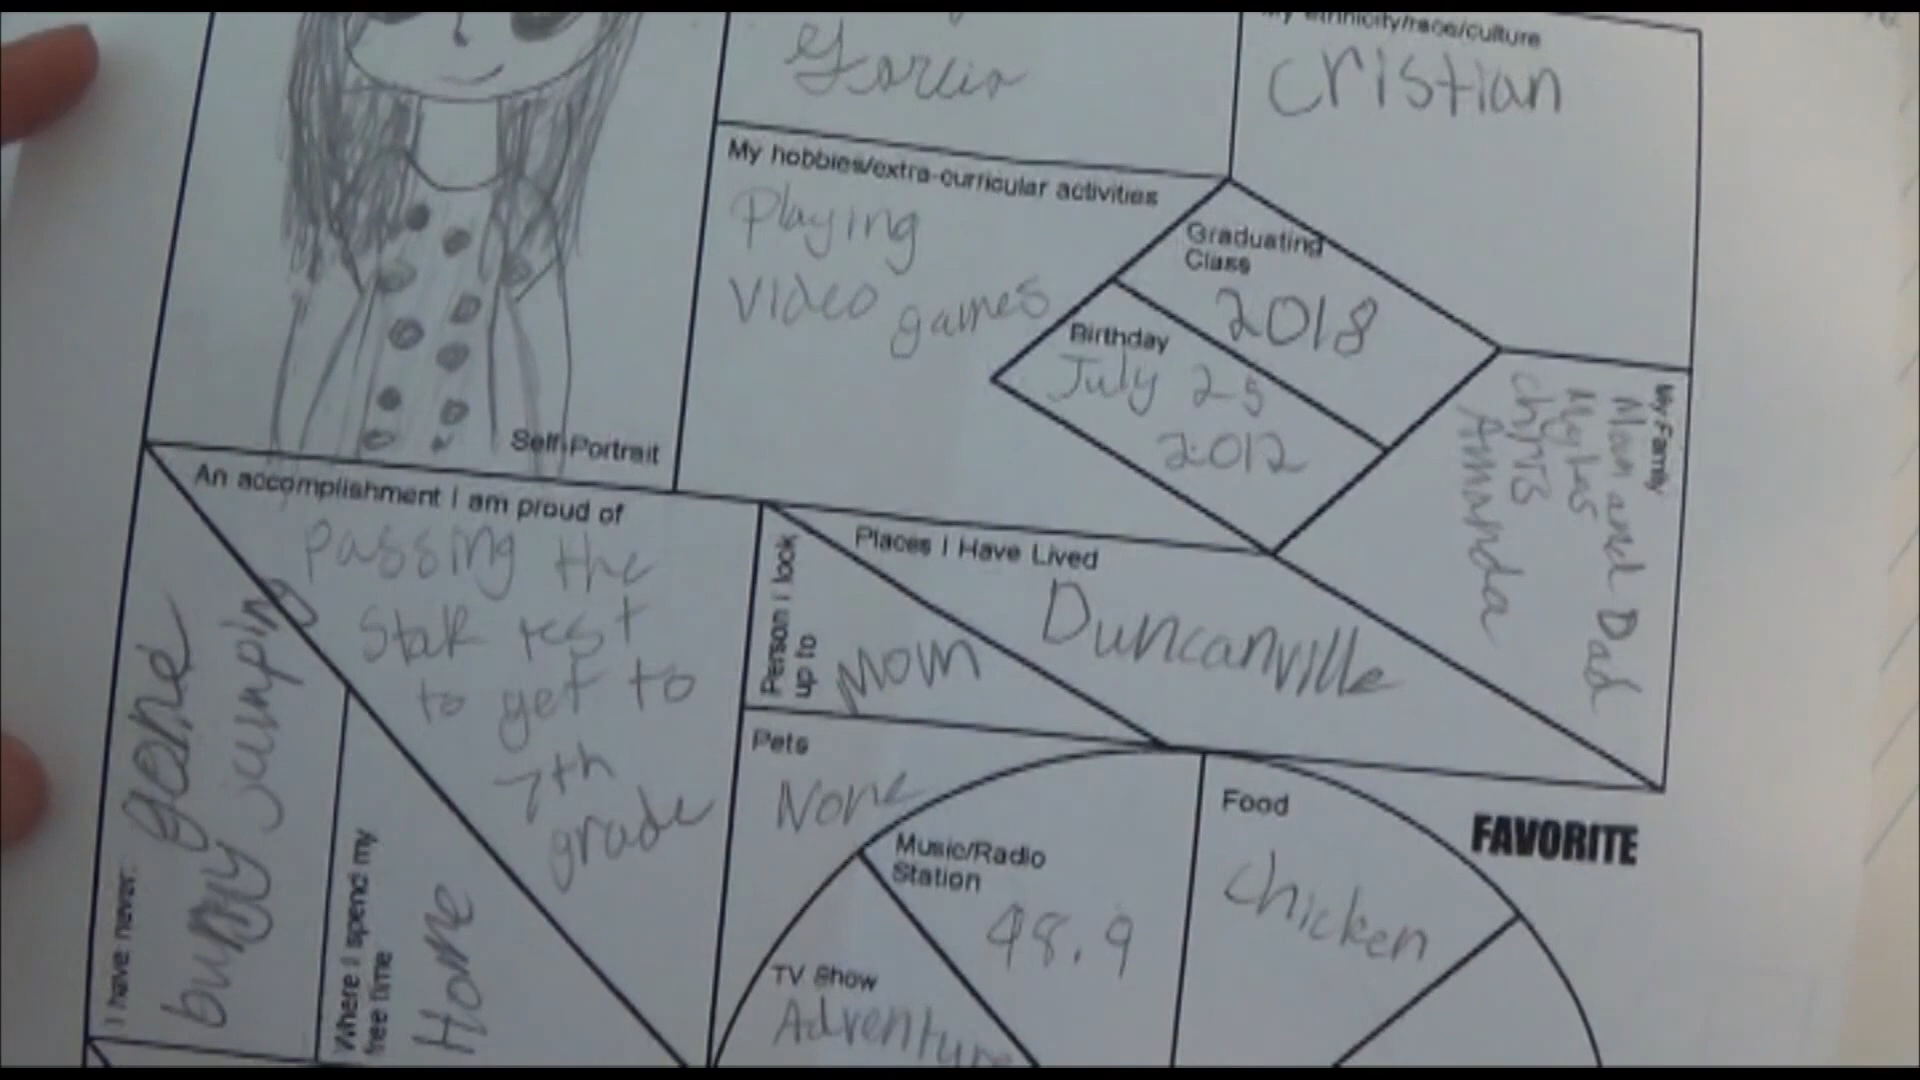 Garcia
My ethnicity/race/culture
cristian
My hobbies/extra-curricular activities
Playing
video games
Graduating
Class
2018
Birthday
July 25
2012
My Family
Mom and Dad
chris
Amanda
Self-Portrait
An accomplishment I am proud of
passing the
Star test
to get to
7th
grade
Person I look
up to
Mom
Places I Have Lived
Duncanville
I have never:
gone
bungy jumping
Where I spend my
free time
Home
Pets
None
FAVORITE
Music/Radio
Station
98.9
Food
chicken
TV Show
Adventure